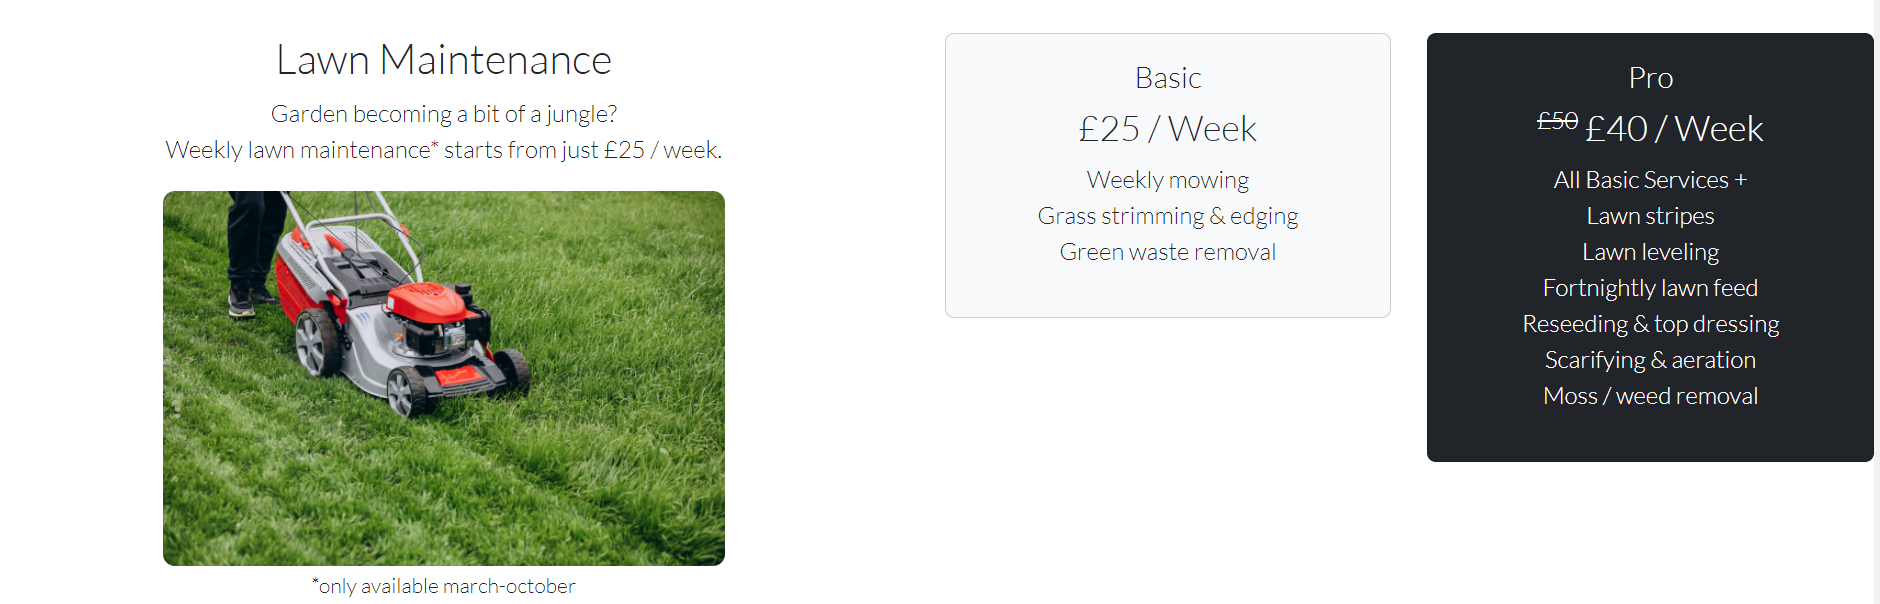 Lawn Maintenance
Garden becoming a bit of a jungle?
Weekly lawn maintenance* starts from just £25 / week.
*only available march-october
Basic
£25 / Week
Weekly mowing
Grass strimming & edging
Green waste removal
Pro
£50 £40 / Week
All Basic Services +
Lawn stripes
Lawn leveling
Fortnightly lawn feed
Reseeding & top dressing
Scarifying & aeration
Moss / weed removal